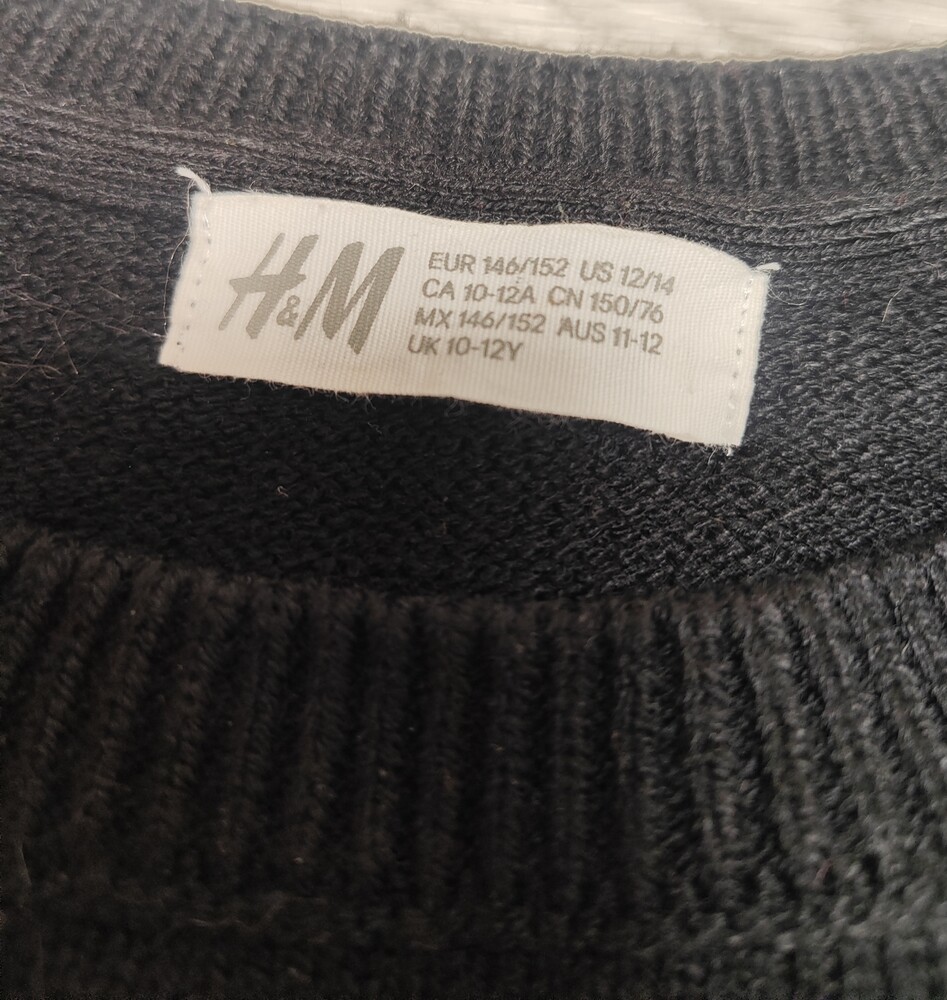 H&M
EUR 146/152 US 12/14
CA 10-12A CN 150/76
MX 146/152 AUS 11-12
UK 10-12Y